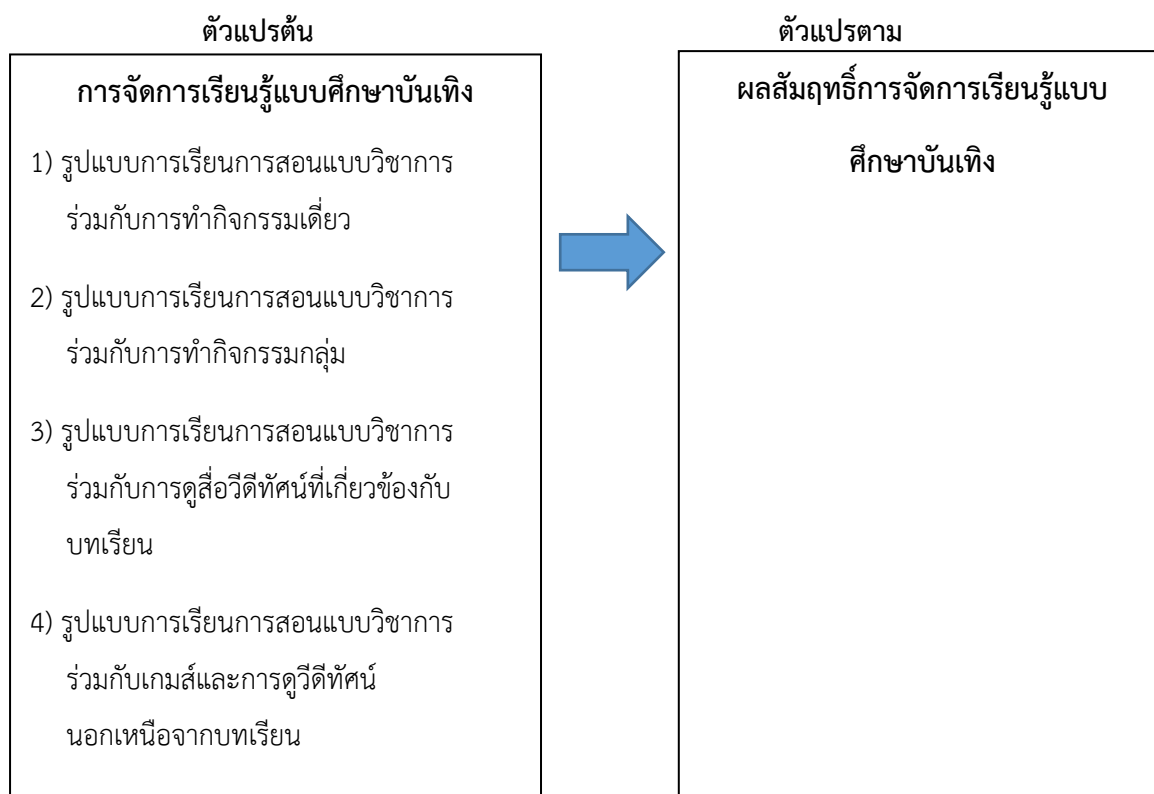 ตัวแปรต้น
การจัดการเรียนรู้แบบศึกษาบันเทิง
1) รูปแบบการเรียนการสอนแบบวิชาการ
ร่วมกับการทำกิจกรรมเดี่ยว
2) รูปแบบการเรียนการสอนแบบวิชาการ
ร่วมกับการทำกิจกรรมกลุ่ม
3) รูปแบบการเรียนการสอนแบบวิชาการ
ร่วมกับการดูสื่อวีดีทัศน์ที่เกี่ยวข้องกับ
บทเรียน
4) รูปแบบการเรียนการสอนแบบวิชาการ
ร่วมกับเกมส์และการดูวีดีทัศน์
นอกเหนือจากบทเรียน
ตัวแปรตาม
ผลสัมฤทธิ์การจัดการเรียนรู้แบบ
ศึกษาบันเทิง